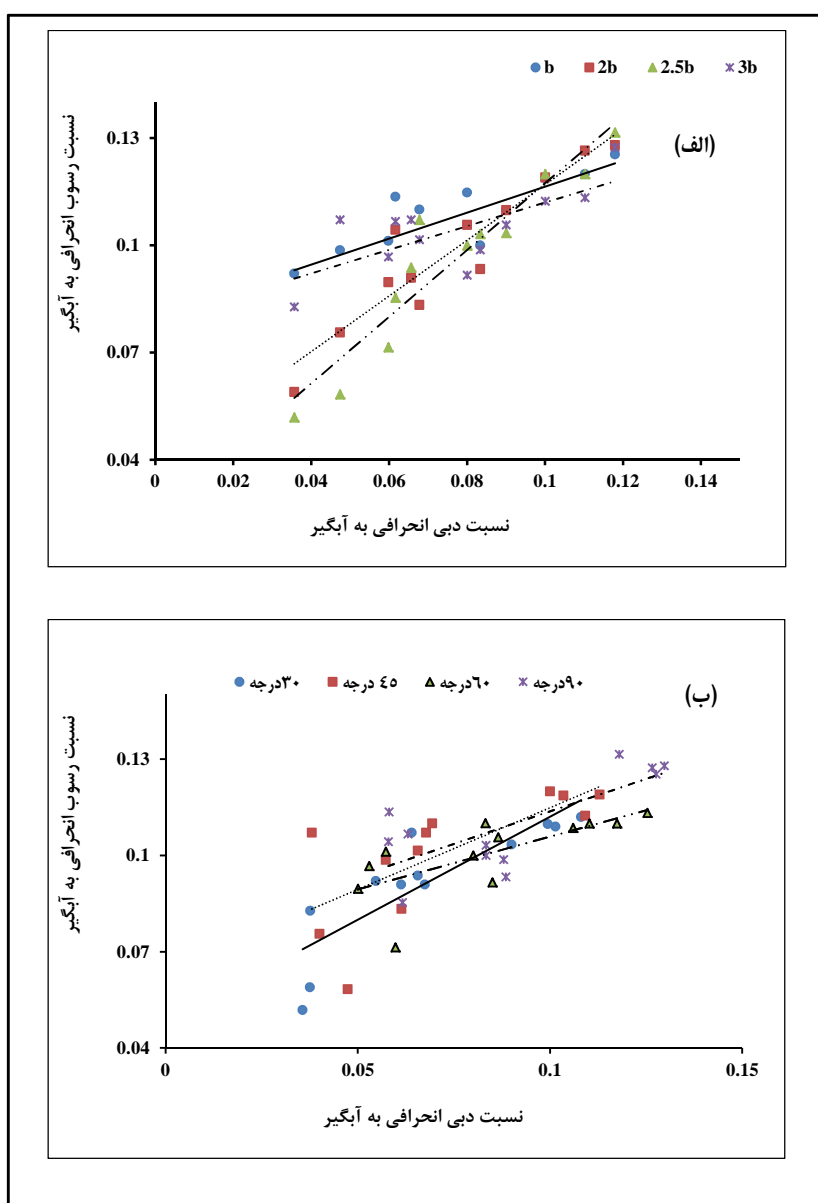 b 2b 2.5b 3b
(الف)
نسبت رسوب انحرافی به آبگیر
0.13
0.1
0.07
0.04
0 0.02 0.04 0.06 0.08 0.1 0.12 0.14
نسبت دبی انحرافی به آبگیر
۳۰درجه ٤٥ درجه ٦۰درجه ۹۰درجه
(ب)
نسبت رسوب انحرافی به آبگیر
0.13
0.1
0.07
0.04
0 0.05 0.1 0.15
نسبت دبی انحرافی به آبگیر